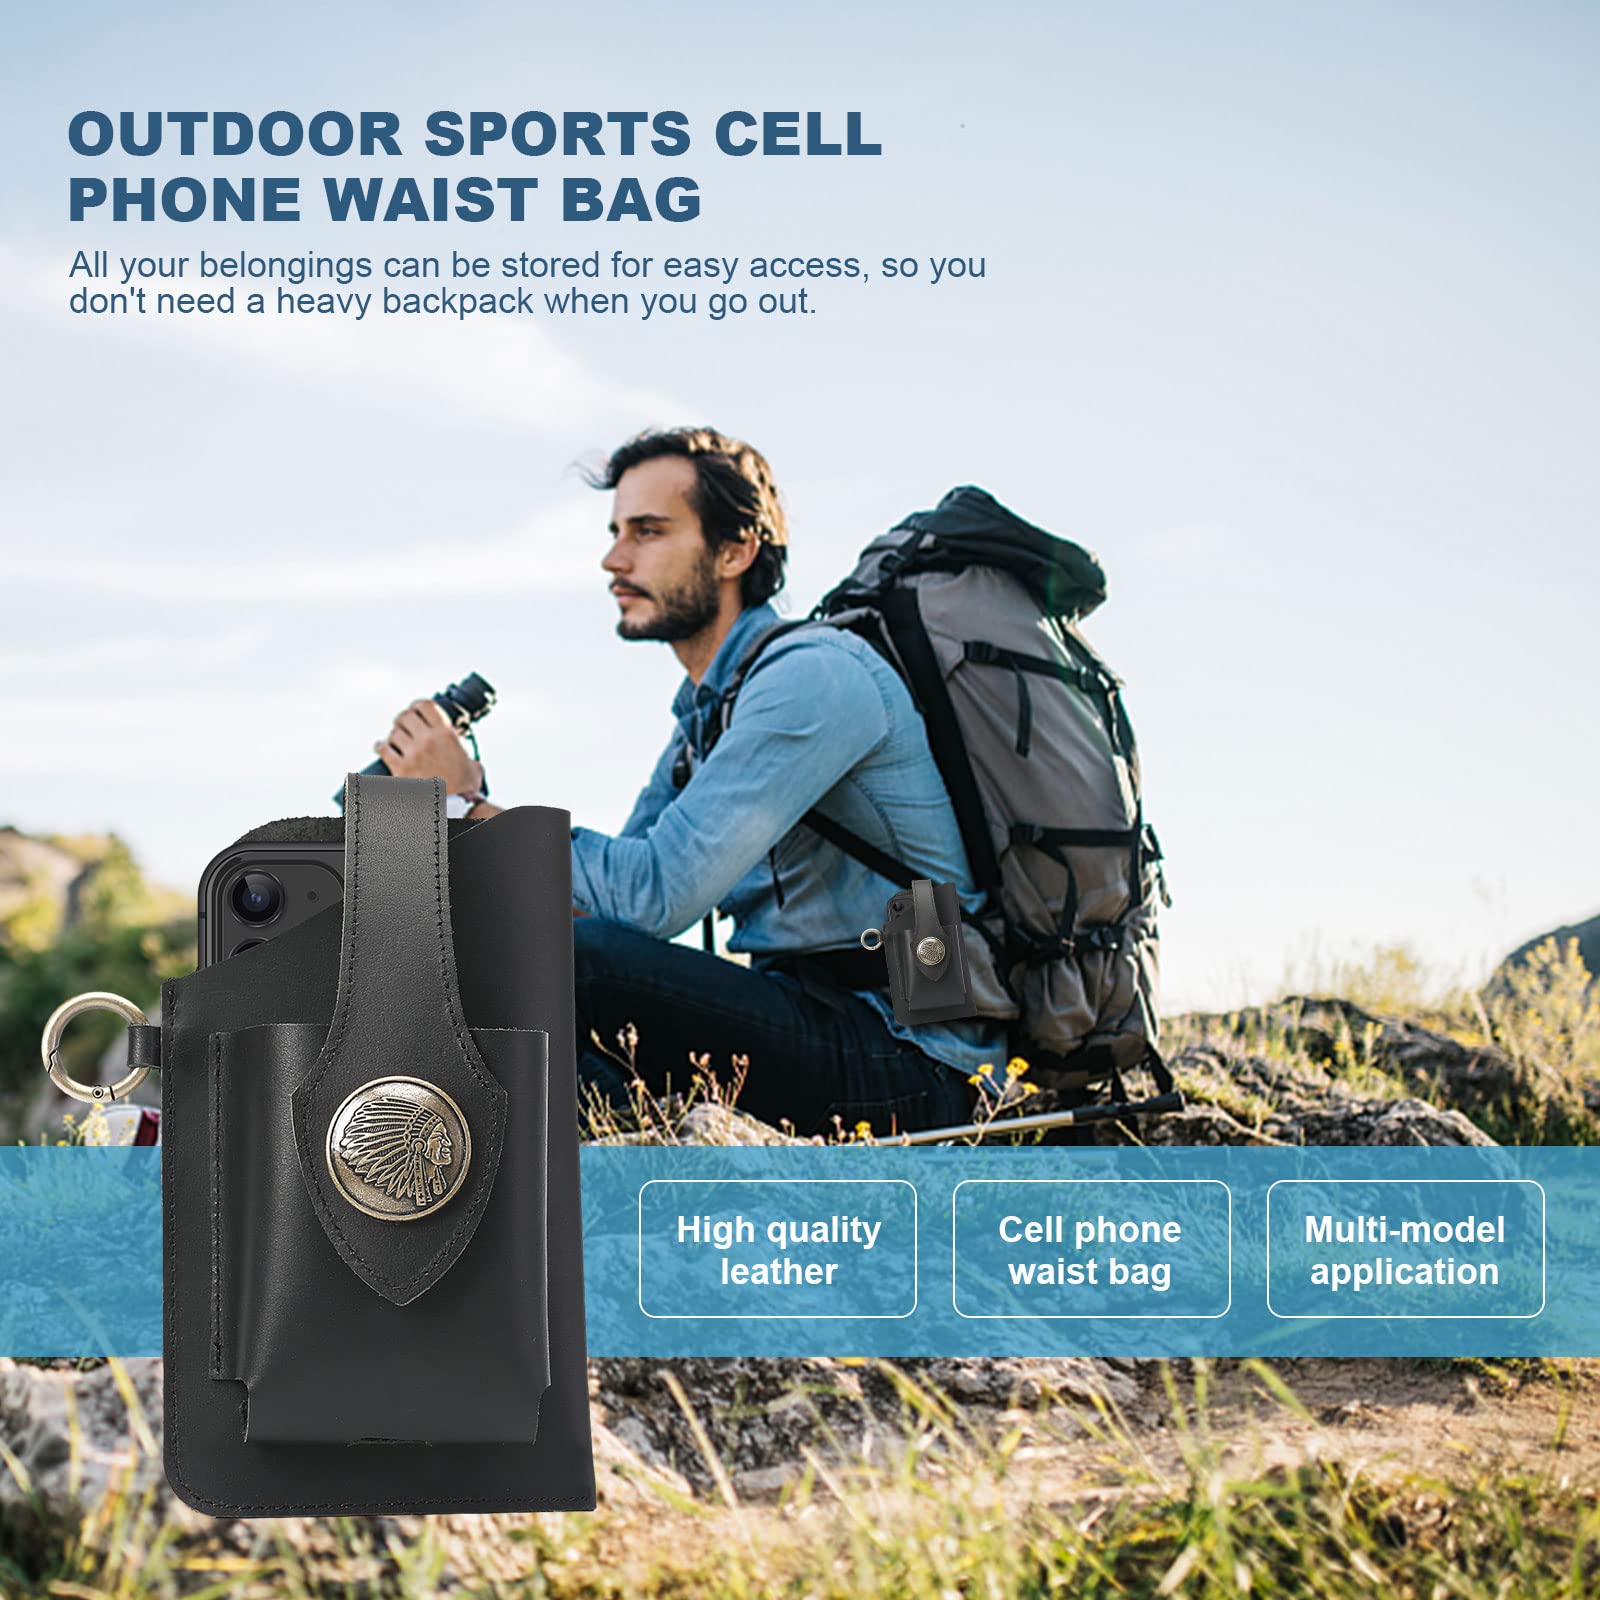 OUTDOOR SPORTS CELL
PHONE WAIST BAG
All your belongings can be stored for easy access, so you
don't need a heavy backpack when you go out.
High quality
leather
Cell phone
waist bag
Multi-model
application